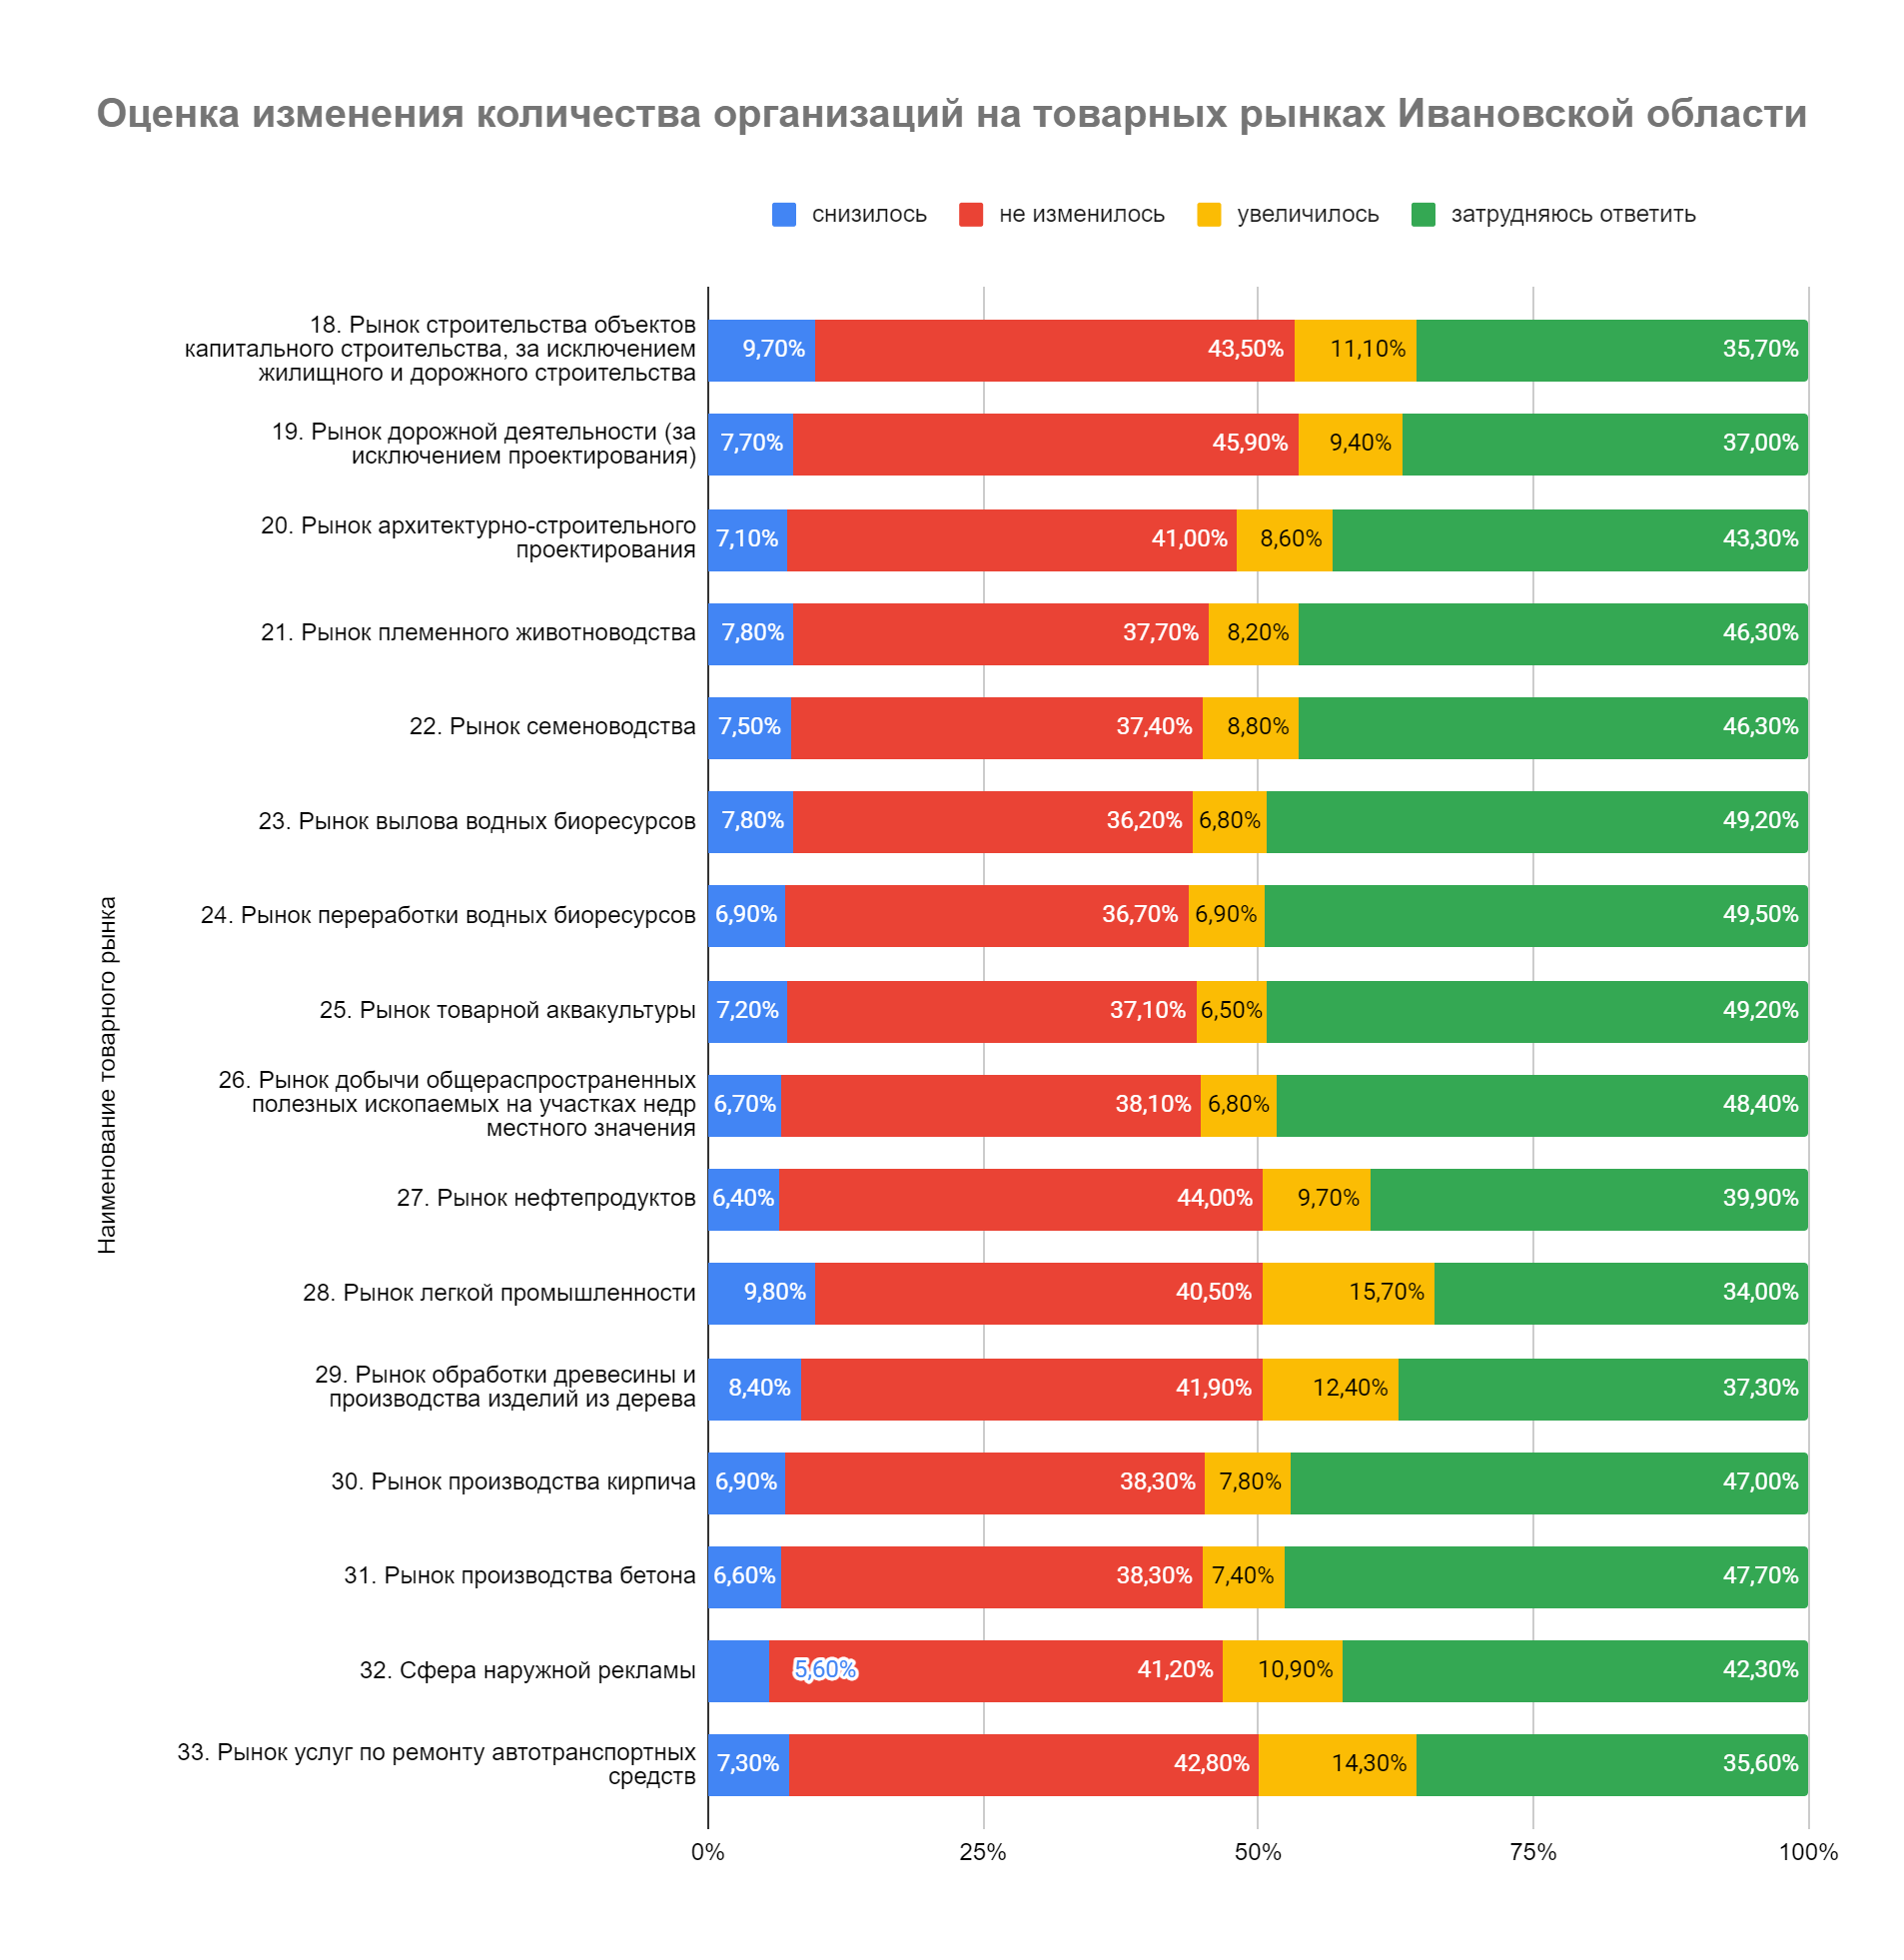 Оценка изменения количества организаций на товарных рынках Ивановской области
снизилось
не изменилось
увеличилось
затрудняюсь ответить
Наименование товарного рынка
18. Рынок строительства объектов
капитального строительства, за исключением
жилищного и дорожного строительства
9,70% 43,50% 11,10% 35,70%
19. Рынок дорожной деятельности (за
исключением проектирования)
7,70% 45,90% 9,40% 37,00%
20. Рынок архитектурно-строительного
проектирования
7,10% 41,00% 8,60% 43,30%
21. Рынок племенного животноводства
7,80% 37,70% 8,20% 46,30%
22. Рынок семеноводства
7,50% 37,40% 8,80% 46,30%
23. Рынок вылова водных биоресурсов
7,80% 36,20% 6,80% 49,20%
24. Рынок переработки водных биоресурсов
6,90% 36,70% 6,90% 49,50%
25. Рынок товарной аквакультуры
7,20% 37,10% 6,50% 49,20%
26. Рынок добычи общераспространенных
полезных ископаемых на участках недр
местного значения
6,70% 38,10% 6,80% 48,40%
27. Рынок нефтепродуктов
6,40% 44,00% 9,70% 39,90%
28. Рынок легкой промышленности
9,80% 40,50% 15,70% 34,00%
29. Рынок обработки древесины и
производства изделий из дерева
8,40% 41,90% 12,40% 37,30%
30. Рынок производства кирпича
6,90% 38,30% 7,80% 47,00%
31. Рынок производства бетона
6,60% 38,30% 7,40% 47,70%
32. Сфера наружной рекламы
5,60% 41,20% 10,90% 42,30%
33. Рынок услуг по ремонту автотранспортных
средств
7,30% 42,80% 14,30% 35,60%
0% 25% 50% 75% 100%